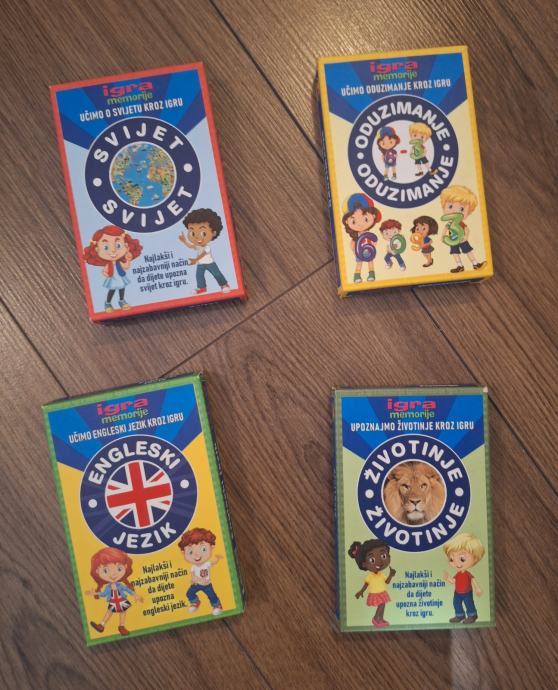 igra
memorije
UČIMO O SVIJETU KROZ IGRU
SVIJET
SVIJET
Najlakši i
najzabavniji način
da dijete upozna
svijet kroz igru.
igra
memorije
UČIMO ODUZIMANJE KROZ IGRU
ODUZIMANJE
ODUZIMANJE
igra
memorije
UČIMO ENGLESKI JEZIK KROZ IGRU
ENGLESKI
JEZIK
Najlakši i
najzabavniji način
da dijete
upozna
engleski jezik.
igra
memorije
UPOZNAJMO ŽIVOTINJE KROZ IGRU
ŽIVOTINJE
ŽIVOTINJE
Najlakši i
najzabavniji način
da dijete
upozna životinje
kroz igru.